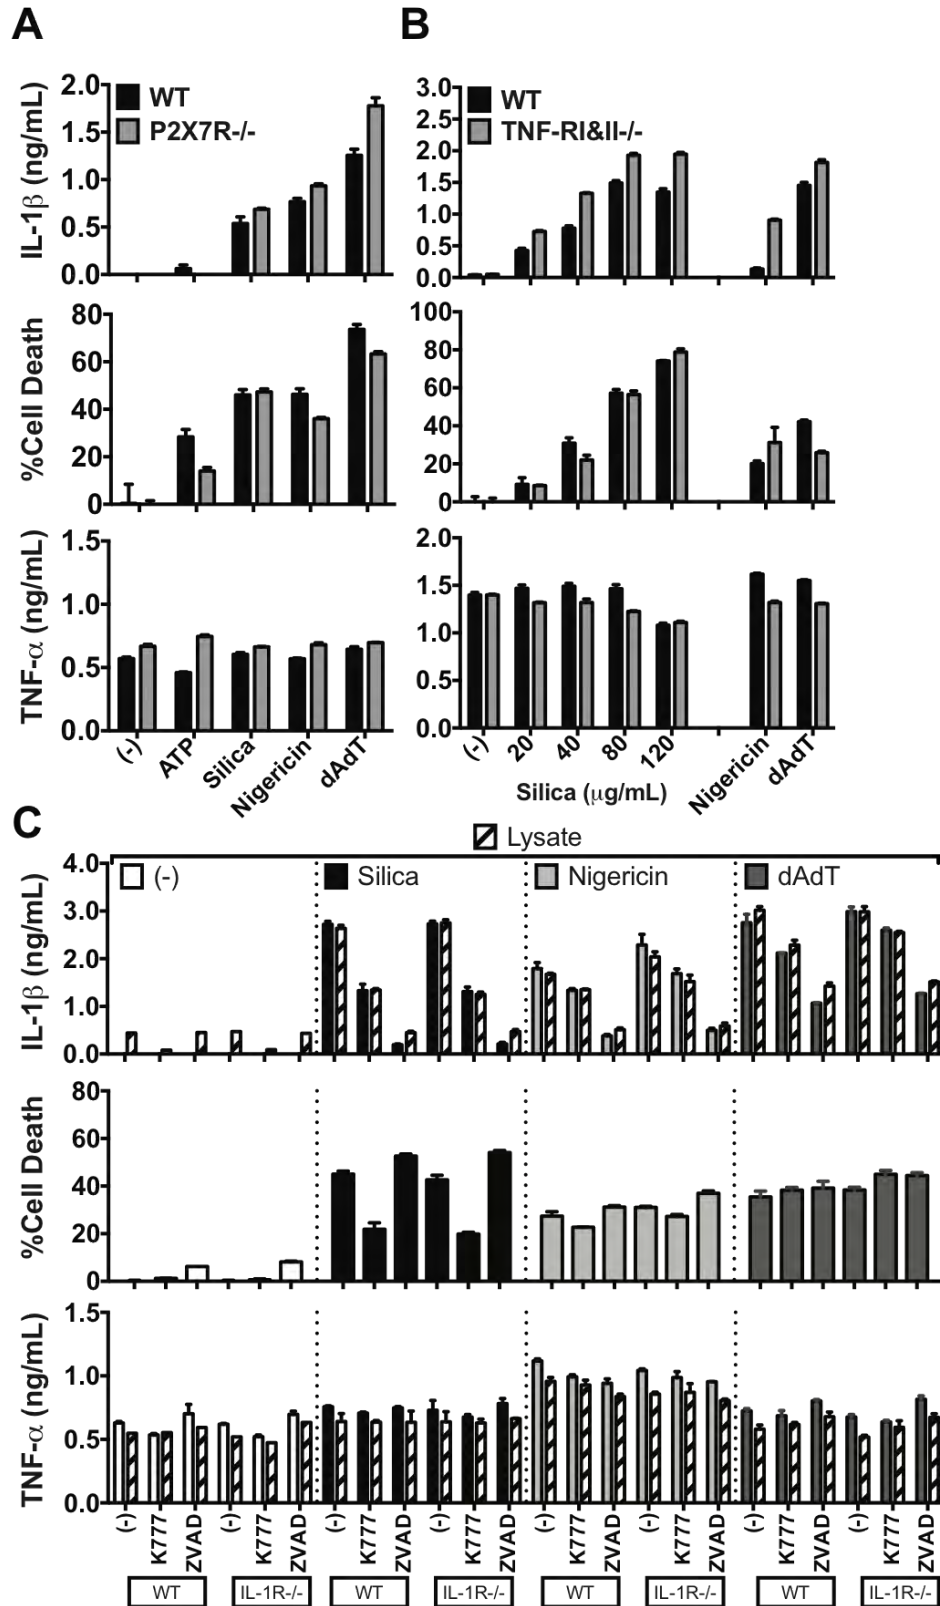 A
B
2.0
1.5
1.0
0.5
0.0
IL-1β (ng/mL)
WT
P2X7R-/-
3.0
2.5
2.0
1.5
1.0
0.5
0.0
WT
TNF-RI&II-/-
80
60
40
20
0
%Cell Death
100
80
60
40
20
0
1.5
1.0
0.5
0.0
TNF-α (ng/mL)
2.0
1.5
1.0
0.5
0.0
(-)
ATP
Silica
Nigericin
dAdT
(-)
20
40
80
120
Nigericin
dAdT
Silica (μg/mL)
C
Lysate
4.0
3.0
2.0
1.0
0.0
IL-1β (ng/mL)
(-)
Silica
Nigericin
dAdT
80
60
40
20
0
%Cell Death
1.5
1.0
0.5
0.0
TNF-α (ng/mL)
(-) K777 ZVAD (-) K777 ZVAD (-) K777 ZVAD (-) K777 ZVAD (-) K777 ZVAD (-) K777 ZVAD (-) K777 ZVAD (-) K777 ZVAD
WT IL-1R-/- WT IL-1R-/- WT IL-1R-/- WT IL-1R-/-